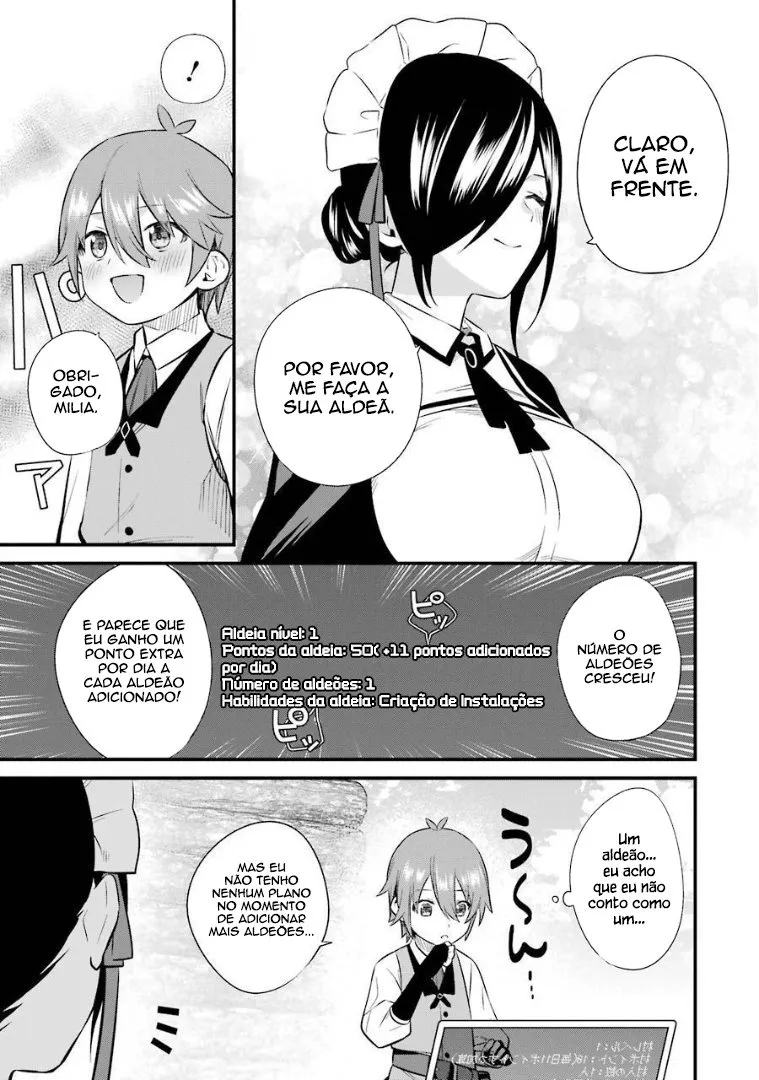 CLARO,
VÁ EM
FRENTE.
POR FAVOR,
ME FAÇA A
SUA ALDEÃ.
!
OBRI-
GADO,
MILIA.
パァ
O
NÚMERO DE
ALDEÕES
CRESCEU!
ピッ
Aldeia nível: 1
Pontos da aldeia: 50( +11 pontos adicionados
por dia)
Número de aldeões: 1
Habilidades da aldeia: Criação de Instalações
ピッ
E PARECE QUE
EU GANHO UM
PONTO EXTRA
POR DIA A
CADA ALDEÃO
ADICIONADO!
Um
aldeão...
eu acho
que eu não
conto como
um...
う～ん...
MAS EU
NÃO TENHO
NENHUM PLANO
NO MOMENTO
DE ADICIONAR
MAIS ALDEÕES...